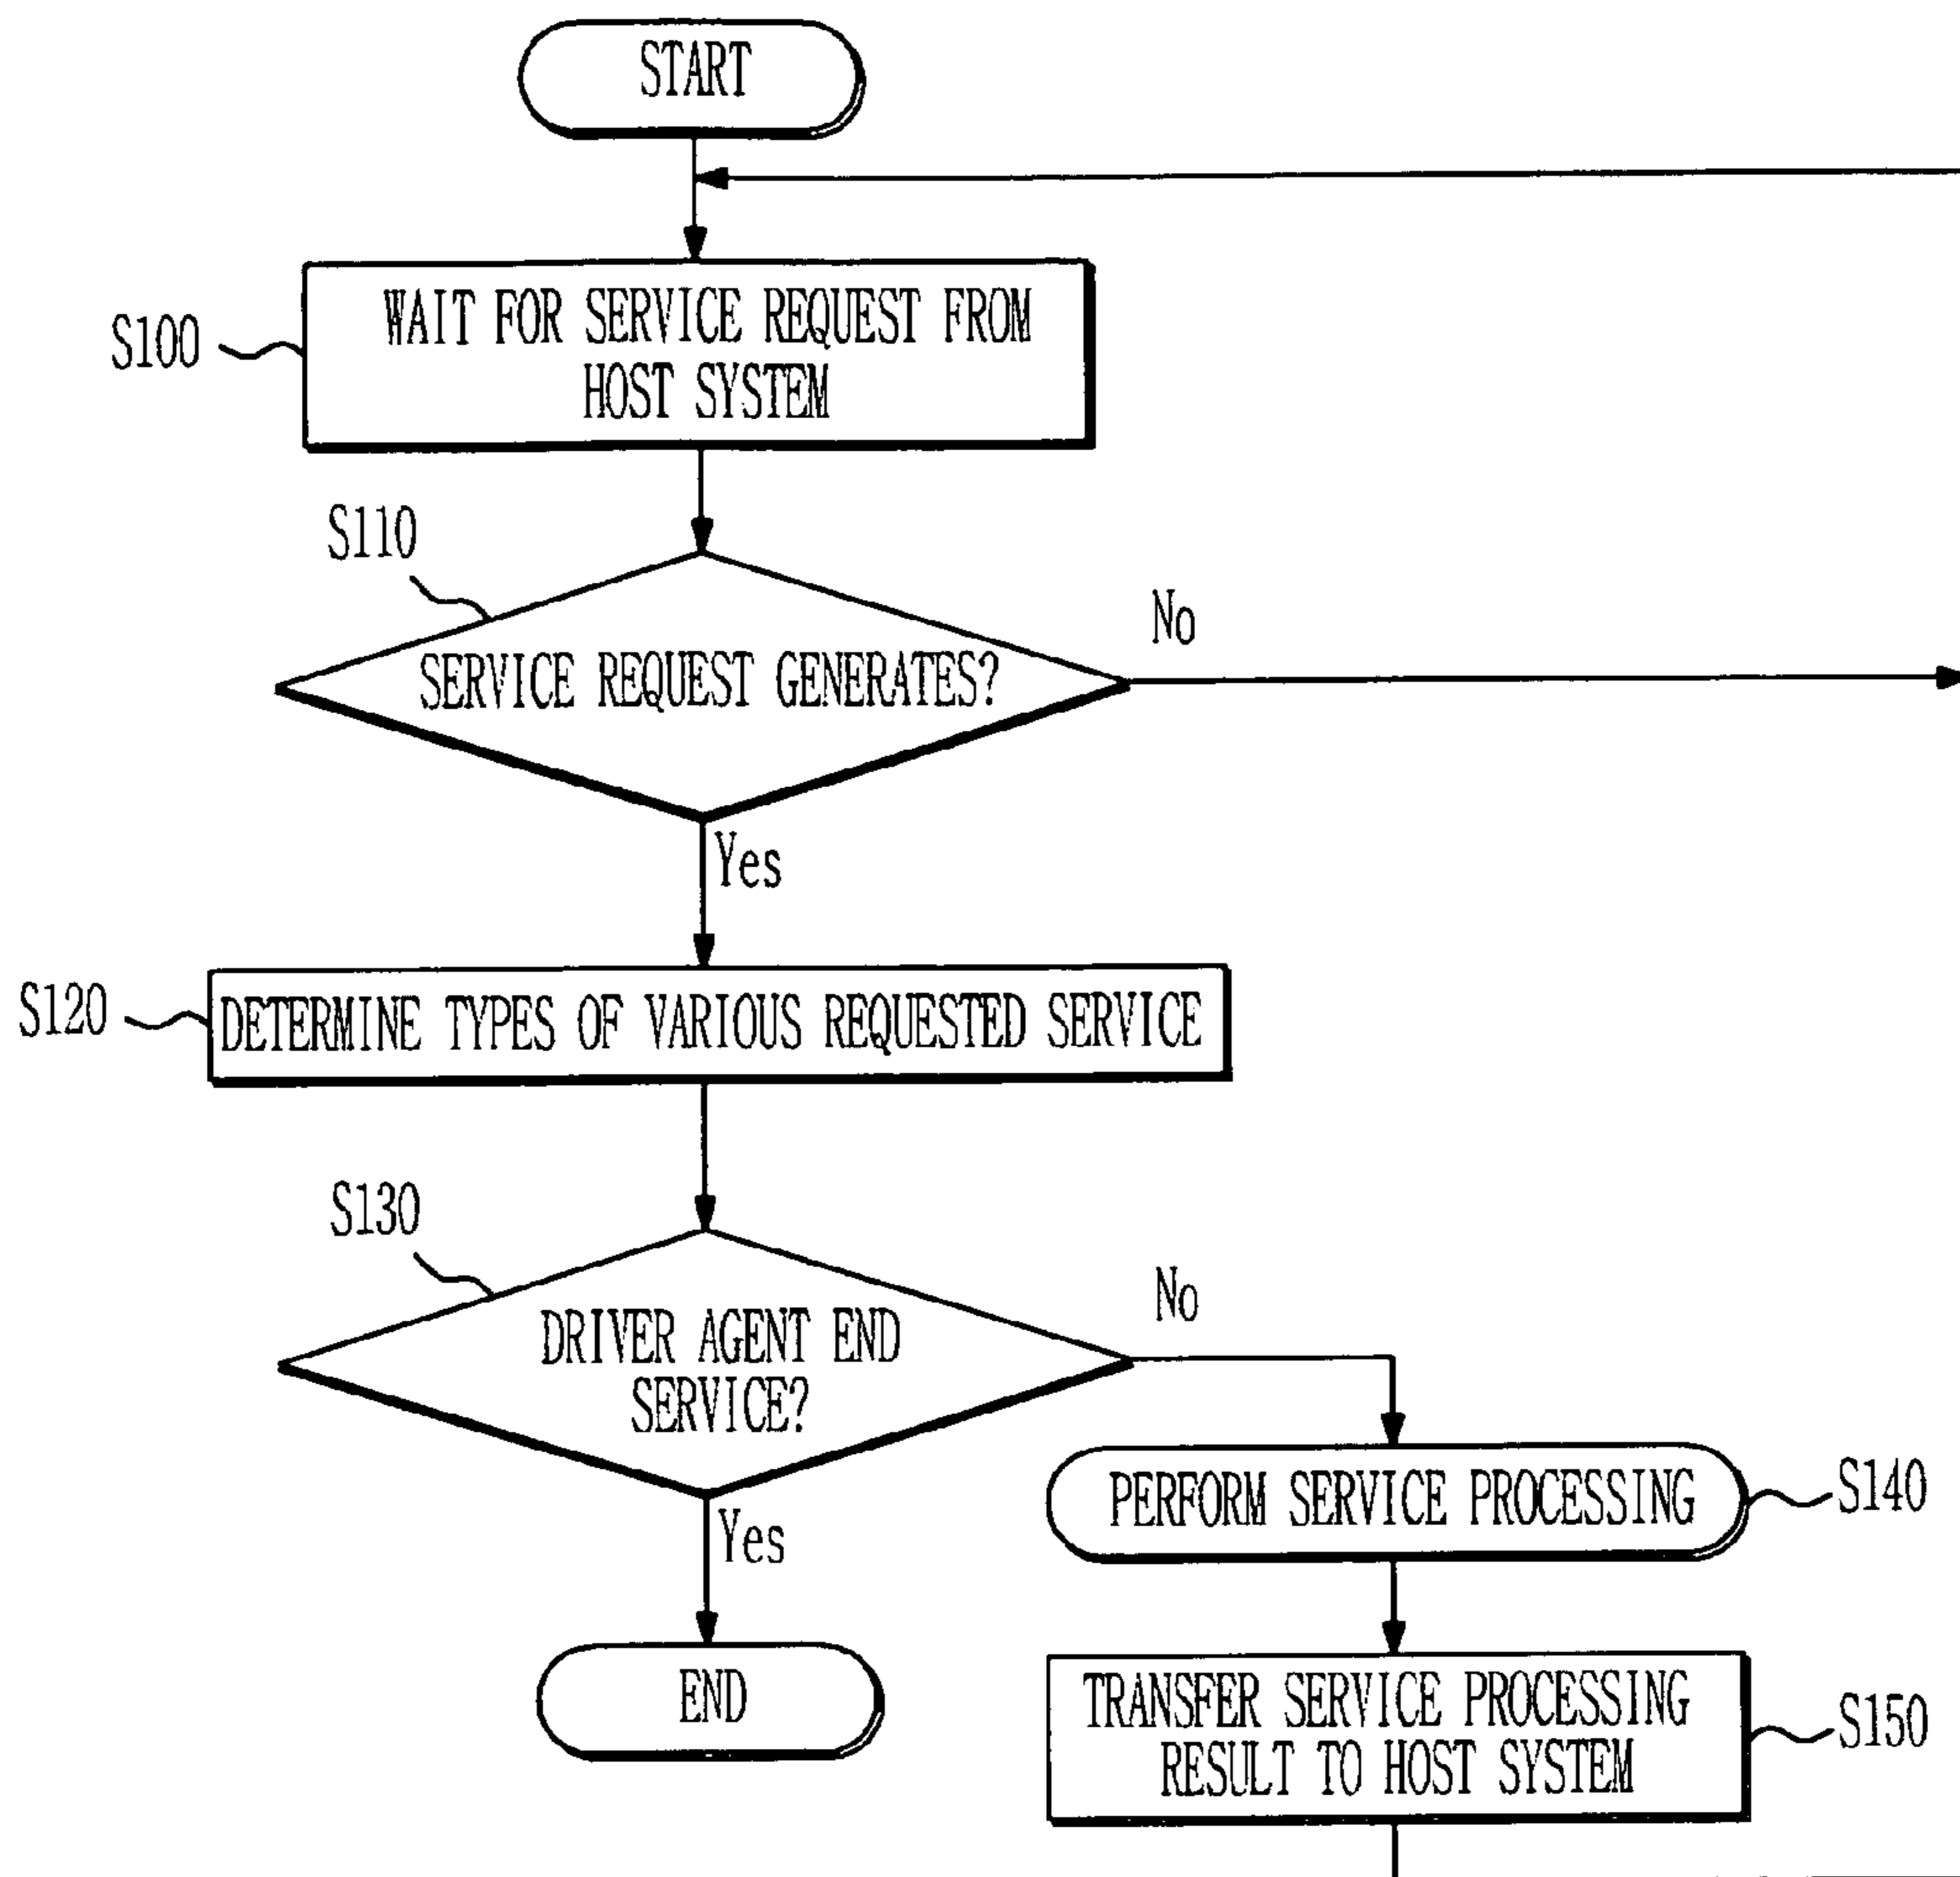 START
S100
WAIT FOR SERVICE REQUEST FROM
HOST SYSTEM
S110
SERVICE REQUEST GENERATES?
No
Yes
S120
DETERMINE TYPES OF VARIOUS REQUESTED SERVICE
S130
DRIVER AGENT END
SERVICE?
No
Yes
PERFORM SERVICE PROCESSING
S140
END
TRANSFER SERVICE PROCESSING
RESULT TO HOST SYSTEM
S150